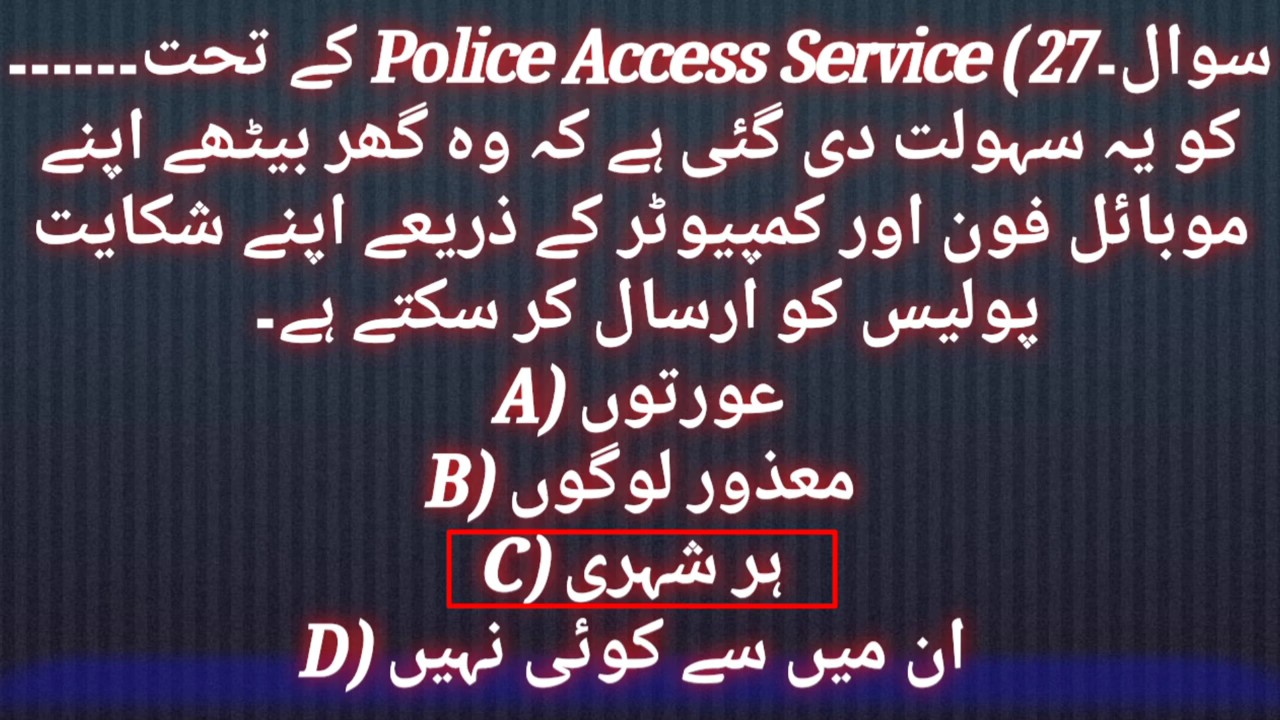 سوال۔27) Police Access Service کے تحت۔۔۔۔۔۔
کو یہ سہولت دی گئی ہے کہ وہ گھر بیٹھے اپنے
موبائل فون اور کمپیوٹر کے ذریعے اپنے شکایت
پولیس کو ارسال کر سکتے ہے۔
A) عورتوں
B) معذور لوگوں
C) ہر شہری
D) ان میں سے کوئی نہیں